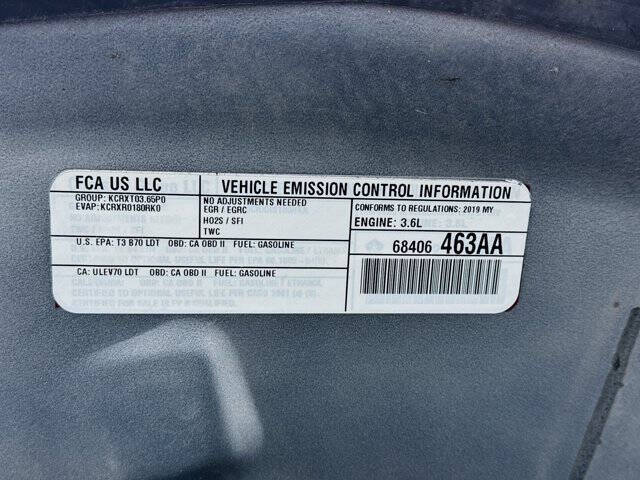 FCA US LLC
VEHICLE EMISSION CONTROL INFORMATION
GROUP: KCRXT03.65P0
EVAP: KCRXR0180RK0
NO ADJUSTMENTS NEEDED
EGR / EGRC
HO2S / SFI
TWC
CONFORMS TO REGULATIONS: 2019 MY
ENGINE: 3.6L
U.S. EPA: T3 B70 LDT OBD: CA OBD II FUEL: GASOLINE
68406 463AA
CA: ULEV70 LDT OBD: CA OBD II FUEL: GASOLINE